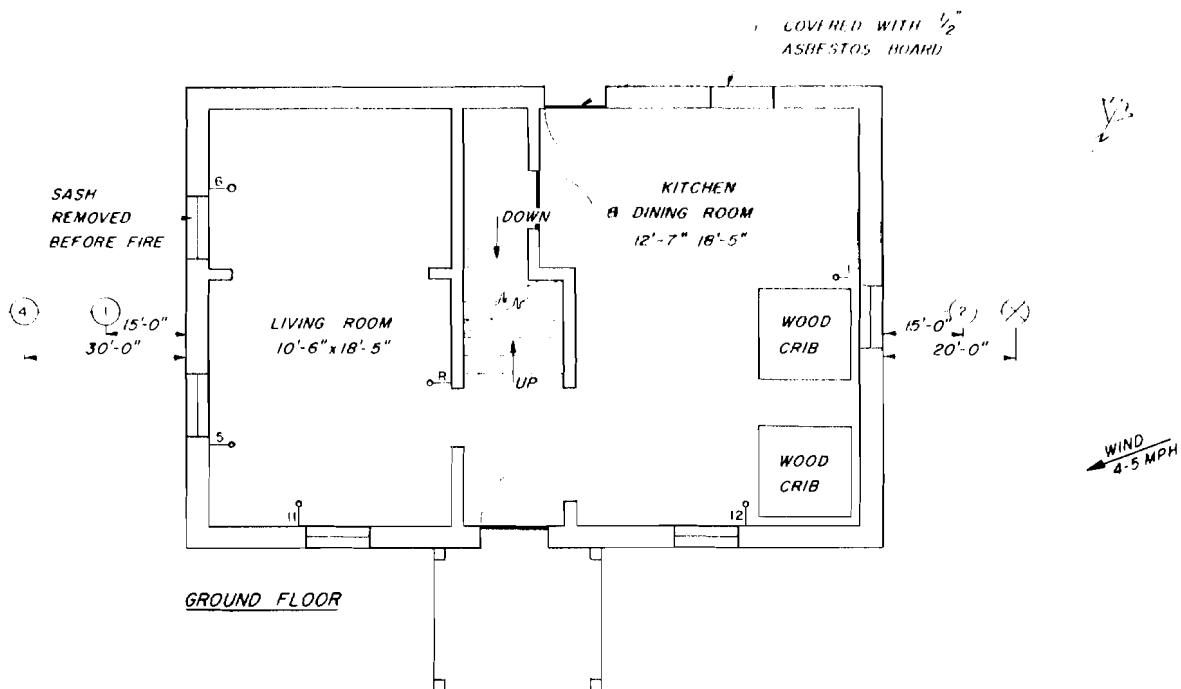 COVERED WITH 1/2"
ASBESTOS BOARD
6
SASH
REMOVED
BEFORE FIRE
DOWN
KITCHEN
& DINING ROOM
12'-7" 18'-5"
1
4
1
15'-0"
30'-0"
LIVING ROOM
10'-6" x 18'-5"
WOOD
CRIB
15'-0"
2
20'-0"
R
UP
5
WOOD
CRIB
WIND
4-5 MPH
11
12
GROUND FLOOR